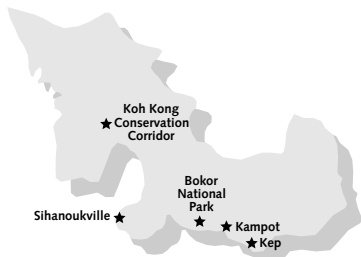 Koh Kong
Conservation
Corridor
Bokor
National
Park
Sihanoukville
Kampot
Kep